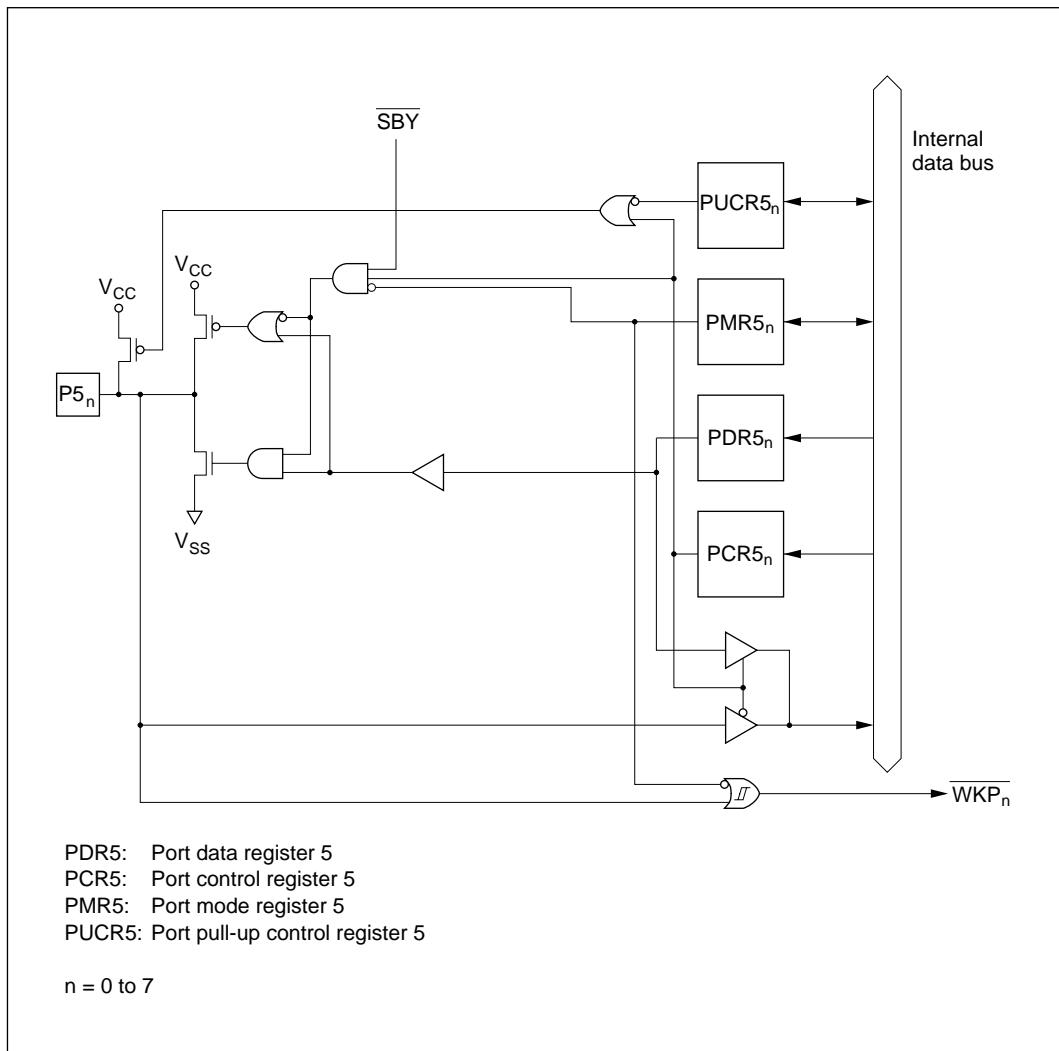 SBY
Internal
data bus
PUCR5n
VCC
VCC
PMR5n
P5n
PDR5n
VSS
PCR5n
WKPn
PDR5: Port data register 5
PCR5: Port control register 5
PMR5: Port mode register 5
PUCR5: Port pull-up control register 5
n = 0 to 7